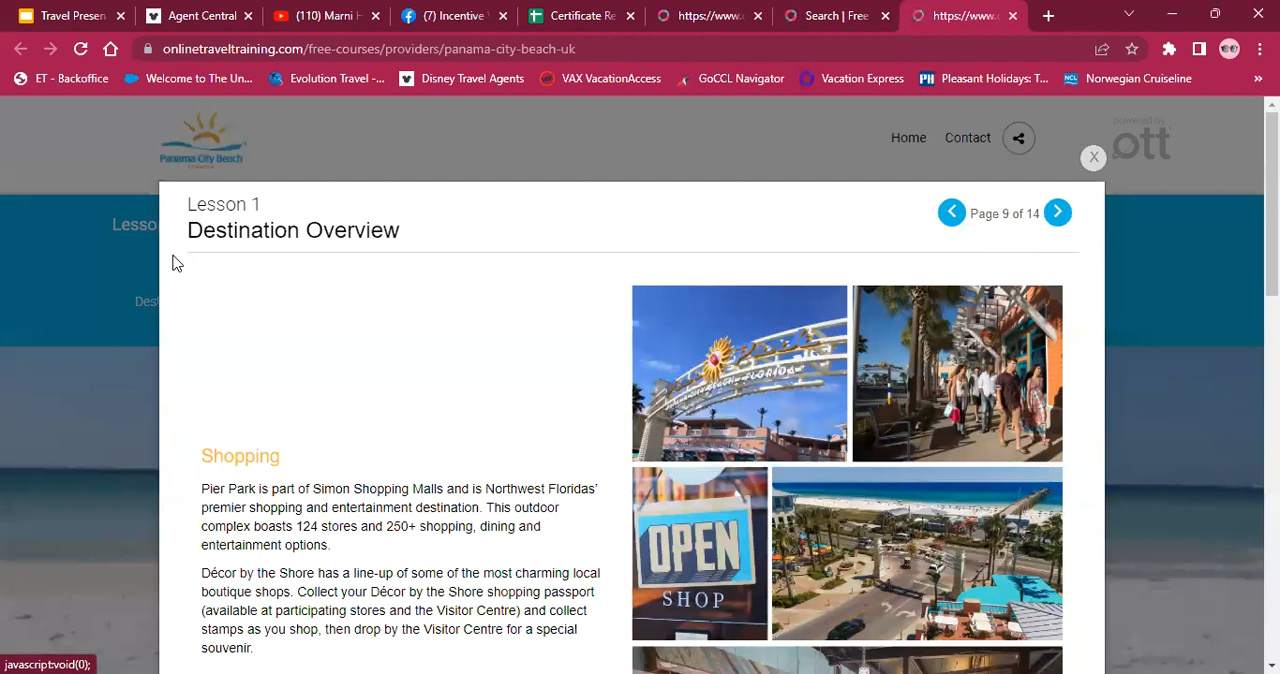 Travel Presen
Agent Central
(110) Marni H
(7) Incentive V
Certificate Re
https://www.o
Search | Free
https://www.o
onlinetraveltraining.com/free-courses/providers/panama-city-beach-uk
ET - Backoffice
Welcome to The Un...
Evolution Travel -...
Disney Travel Agents
VAX VacationAccess
GoCCL Navigator
Vacation Express
Pleasant Holidays: T...
Norwegian Cruiseline
Panama City Beach
Home Contact
powered by
ott
X
Lesso
Dest
Lesson 1
Destination Overview
Page 9 of 14
Shopping
Pier Park is part of Simon Shopping Malls and is Northwest Floridas'
premier shopping and entertainment destination. This outdoor
complex boasts 124 stores and 250+ shopping, dining and
entertainment options.
Décor by the Shore has a line-up of some of the most charming local
boutique shops. Collect your Décor by the Shore shopping passport
(available at participating stores and the Visitor Centre) and collect
stamps as you shop, then drop by the Visitor Centre for a special
souvenir.
OPEN
SHOP
javascript:void(0);